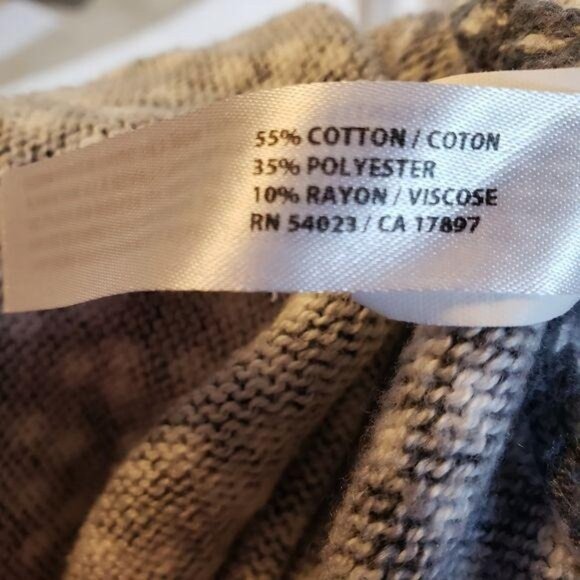 55% COTTON / COTON
35% POLYESTER
10% RAYON / VISCOSE
RN 54023 / CA 17897